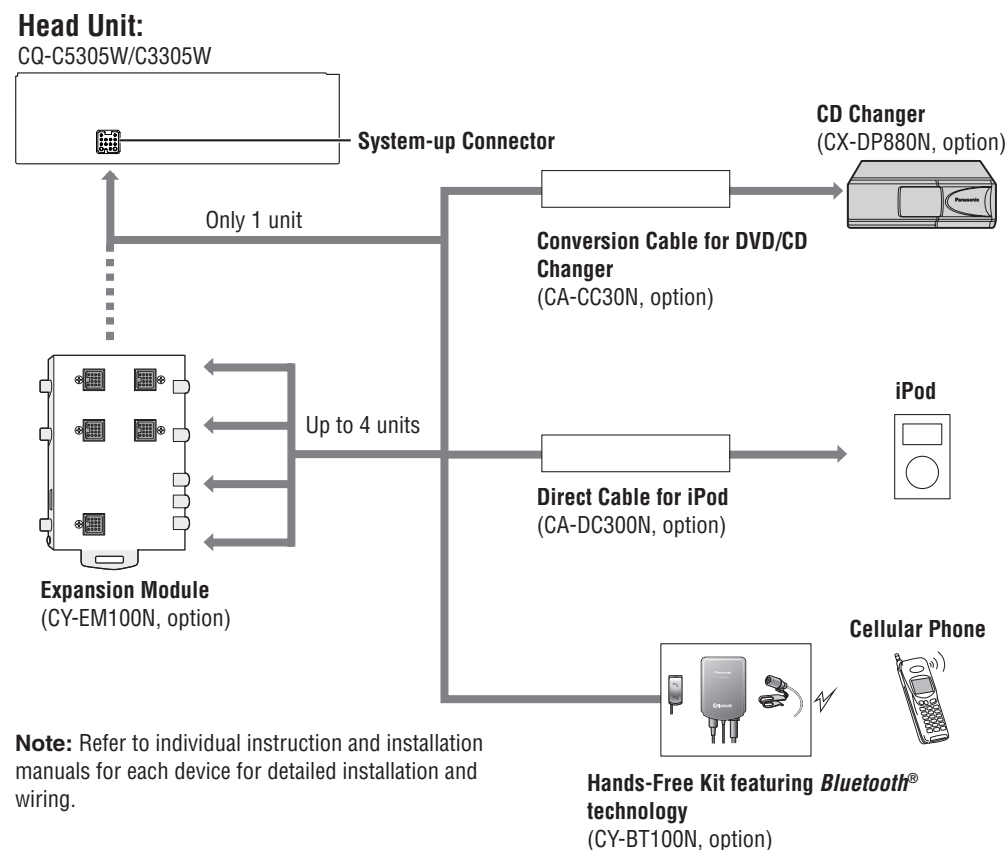 Head Unit:
CQ-C5305W/C3305W
System-up Connector
CD Changer
(CX-DP880N, option)
Panasonic
Only 1 unit
Conversion Cable for DVD/CD
Changer
(CA-CC30N, option)
Up to 4 units
iPod
Direct Cable for iPod
(CA-DC300N, option)
Expansion Module
(CY-EM100N, option)
Cellular Phone
Panasonic
Bluetooth
Note: Refer to individual instruction and installation
manuals for each device for detailed installation and
wiring.
Hands-Free Kit featuring Bluetooth®
technology
(CY-BT100N, option)